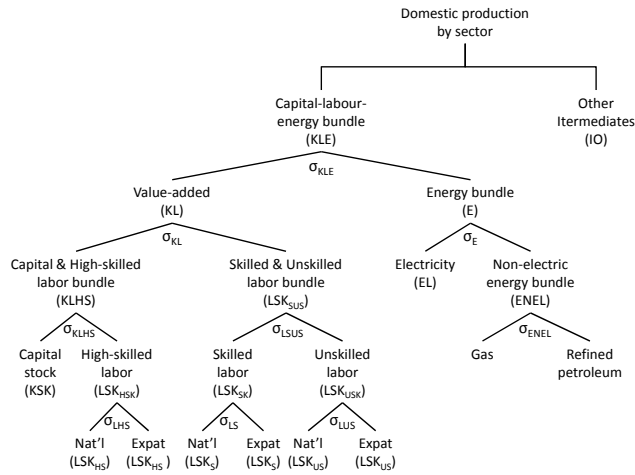 Domestic production
by sector
Capital-labour-
energy bundle
(KLE)
Other
Itermediates
(IO)
σKLE
Value-added
(KL)
Energy bundle
(E)
σKL
σE
Capital & High-skilled
labor bundle
(KLHS)
Skilled & Unskilled
labor bundle
(LSKSUS)
Electricity
(EL)
Non-electric
energy bundle
(ENEL)
σKLHS
σLSUS
σENEL
Capital
stock
(KSK)
High-skilled
labor
(LSKHSK)
Skilled
labor
(LSKSK)
Unskilled
labor
(LSKUSK)
Gas
Refined
petroleum
σLHS
σLS
σLUS
Nat'l
(LSKHS)
Expat
(LSKHS )
Nat'l
(LSKS)
Expat
(LSKS)
Nat'l
(LSKUS)
Expat
(LSKUS)